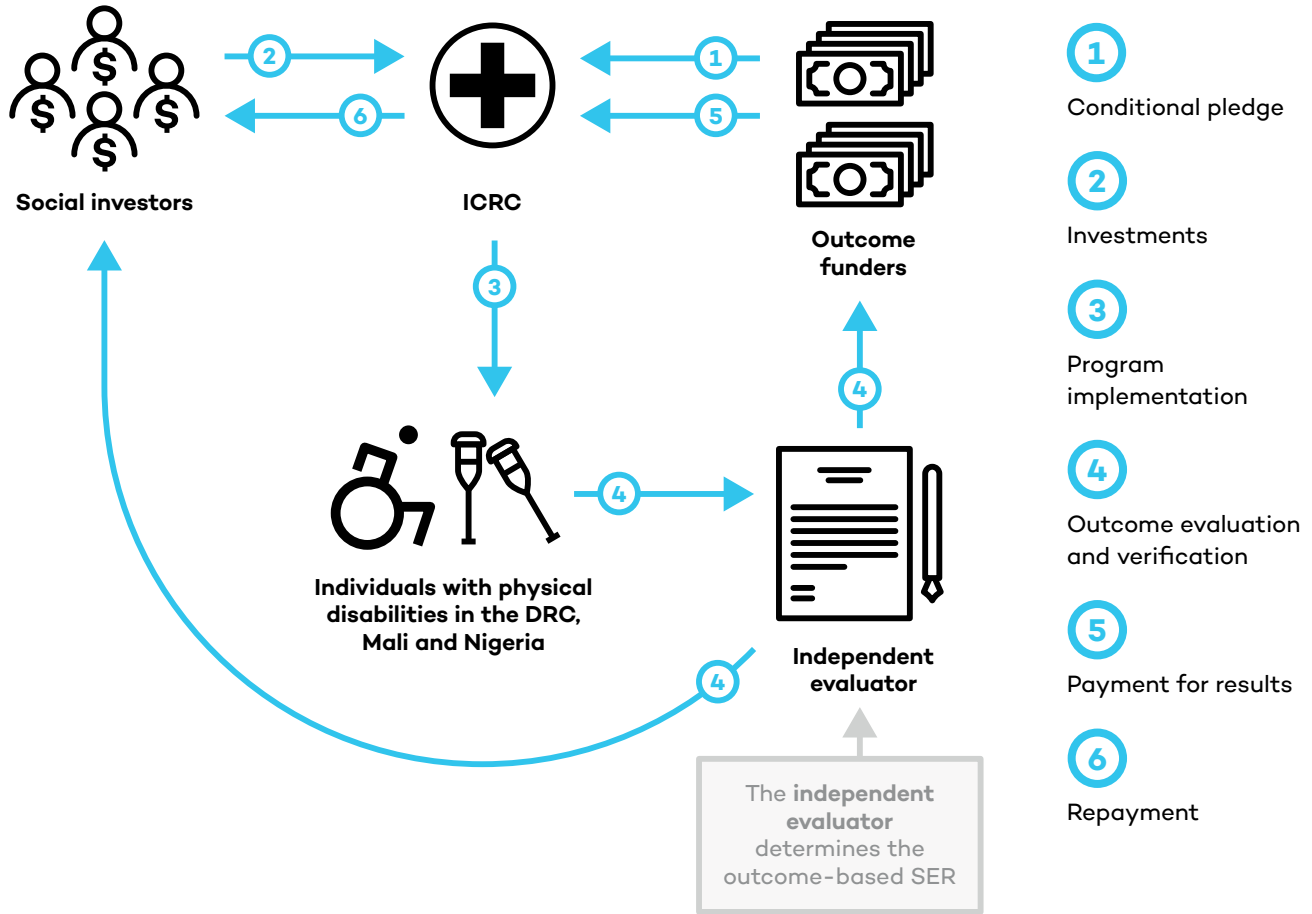 2
1
6
5
$
$
$
$
Social investors
ICRC
Outcome
funders
3
4
4
Individuals with physical
disabilities in the DRC,
Mali and Nigeria
Independent
evaluator
4
The independent
evaluator
determines the
outcome-based SER
1
Conditional pledge
2
Investments
3
Program
implementation
4
Outcome evaluation
and verification
5
Payment for results
6
Repayment